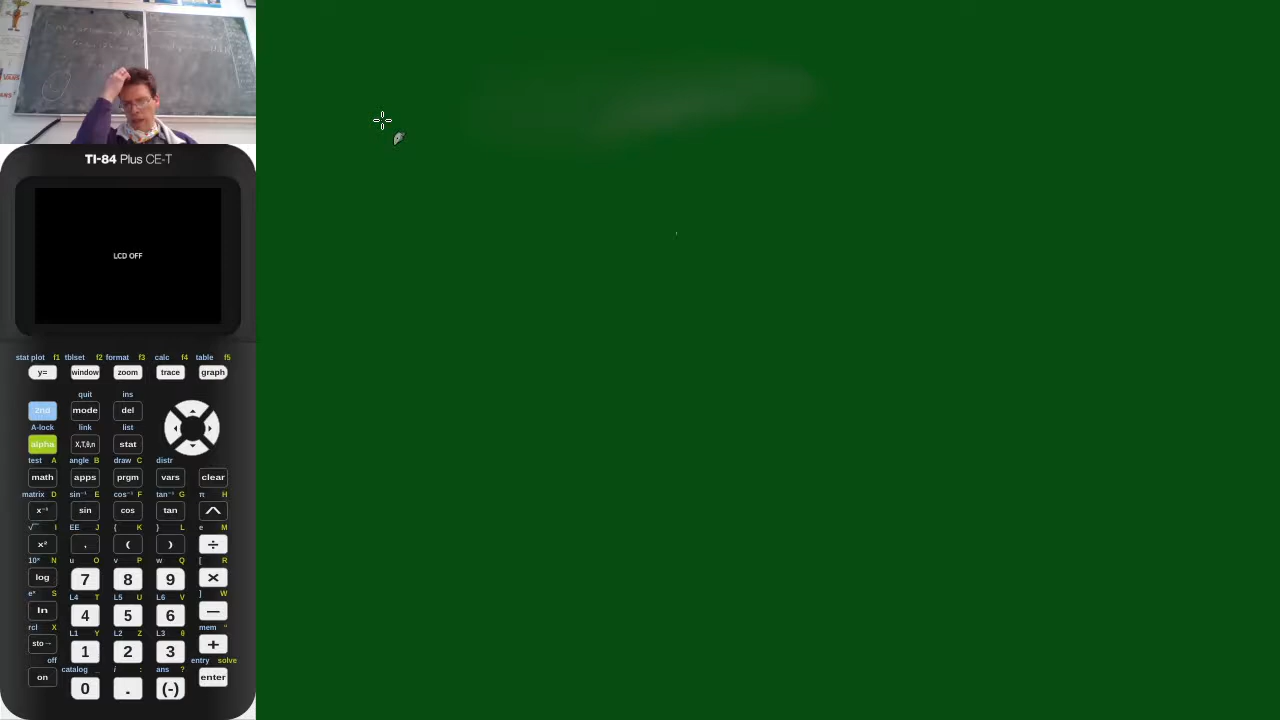 VANS
TI-84 Plus CE-T
LCD OFF
stat plot f1 tblset f2 format f3 calc f4 table f5
y= window zoom trace graph
quit ins
2nd mode del
A-lock link list
alpha X,T,θ,n stat
test A angle B draw C distr
math apps prgm vars clear
matrix D sin⁻¹ E cos⁻¹ F tan⁻¹ G π H
x⁻¹ sin cos tan ^
√‾ I EE J { K } L e M
x² , ( ) ÷
10ˣ N u O v P w Q [ R
log 7 8 9 ×
eˣ S L4 T L5 U L6 V ] W
ln 4 5 6 —
rcl X L1 Y L2 Z L3 θ mem "
sto→ 1 2 3 +
off catalog _ i : ans ? entry solve
on 0 . (-) enter